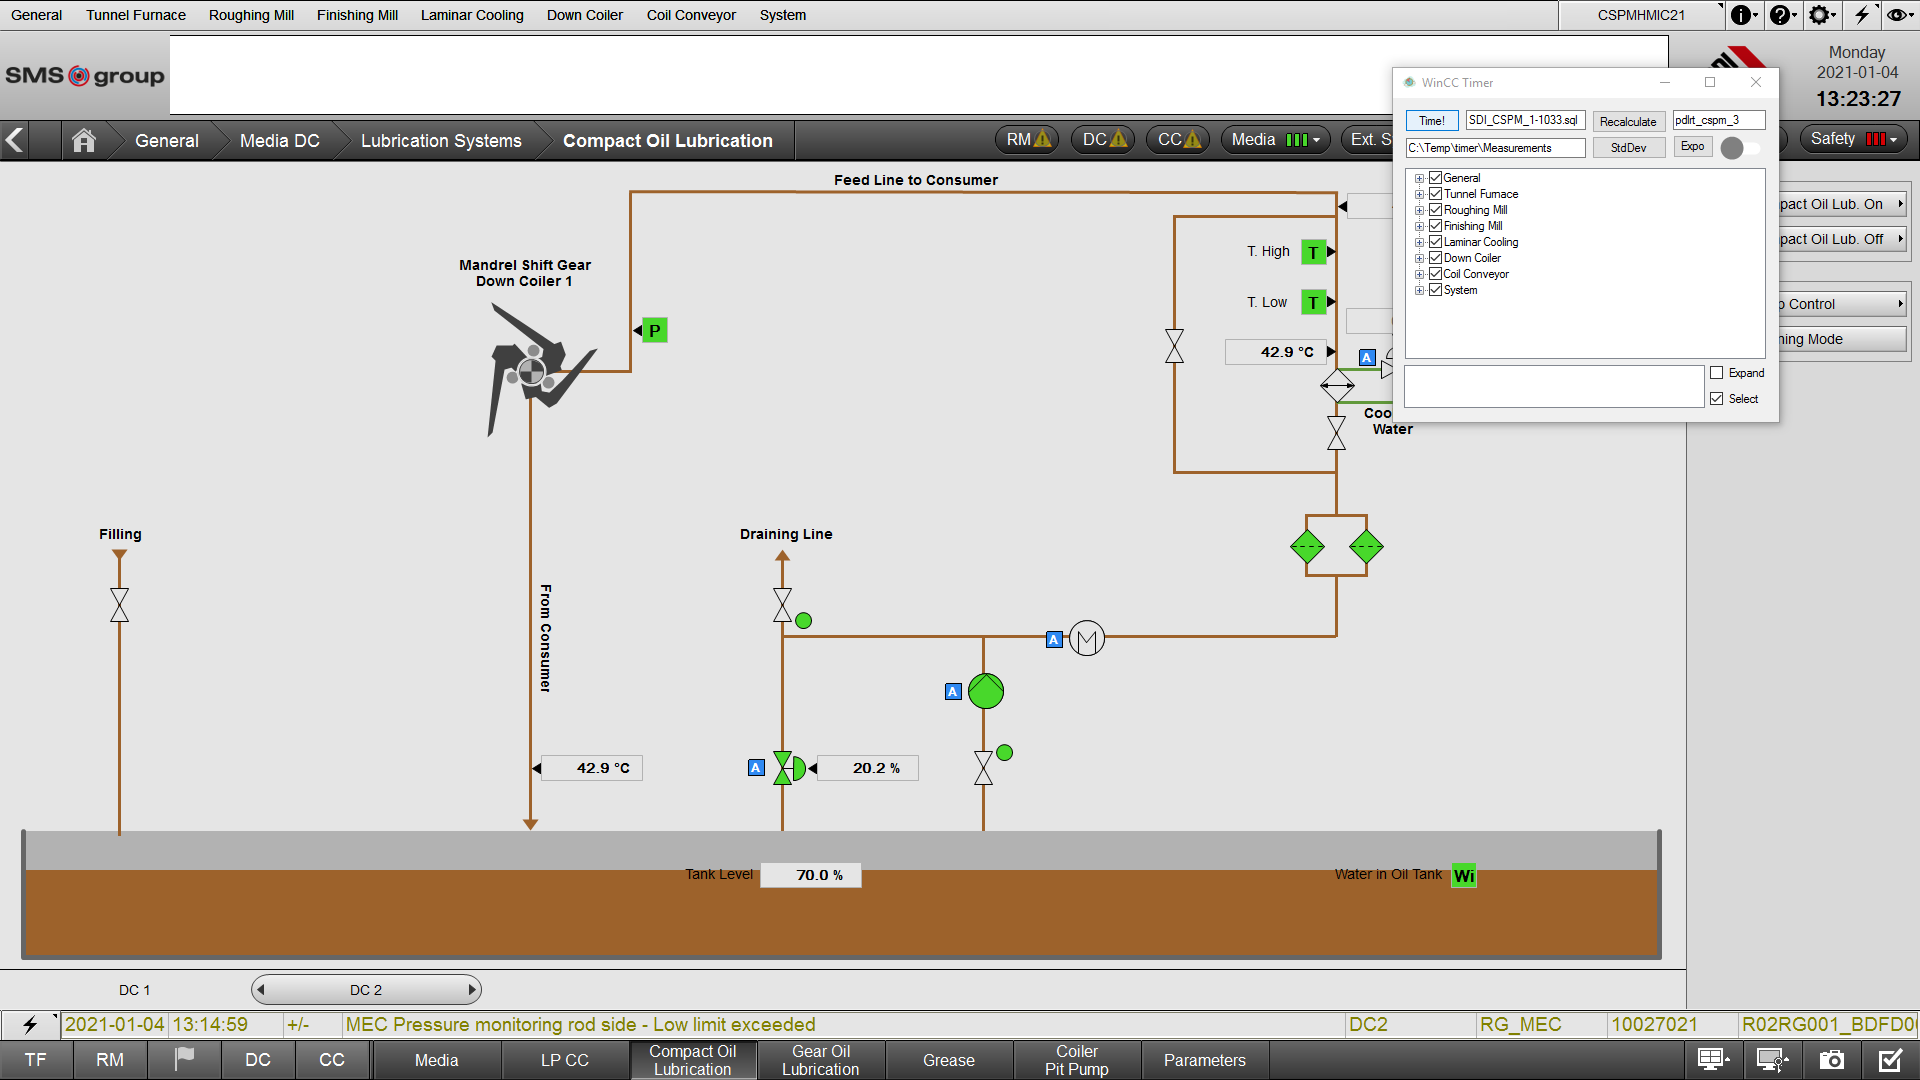 General Tunnel Furnace Roughing Mill Finishing Mill Laminar Cooling Down Coiler Coil Conveyor System CSPMHMIC21
SMS group
Monday
2021-01-04
13:23:27
WinCC Timer
Time! SDI_CSPM_1-1033.sql Recalculate pdlrt_cspm_3
C:\Temp\timer\Measurements StdDev Expo
General
Tunnel Furnace
Roughing Mill
Finishing Mill
Laminar Cooling
Down Coiler
Coil Conveyor
System
Expand
Select
General Media DC Lubrication Systems Compact Oil Lubrication RM DC CC Media Ext. S Safety
pact Oil Lub. On
pact Oil Lub. Off
Control
ning Mode
Feed Line to Consumer
Mandrel Shift Gear
Down Coiler 1
P
T. High T
T. Low T
42.9 °C
A
Coo
Water
Filling
Draining Line
From Consumer
A
M
A
42.9 °C
A
20.2 %
Tank Level 70.0 %
Water in Oil Tank Wi
DC 1 DC 2
2021-01-04 13:14:59 +/- MEC Pressure monitoring rod side - Low limit exceeded DC2 RG_MEC 10027021 R02RG001_BDFD0
TF RM DC CC Media LP CC Compact Oil Lubrication Gear Oil Lubrication Grease Coiler Pit Pump Parameters